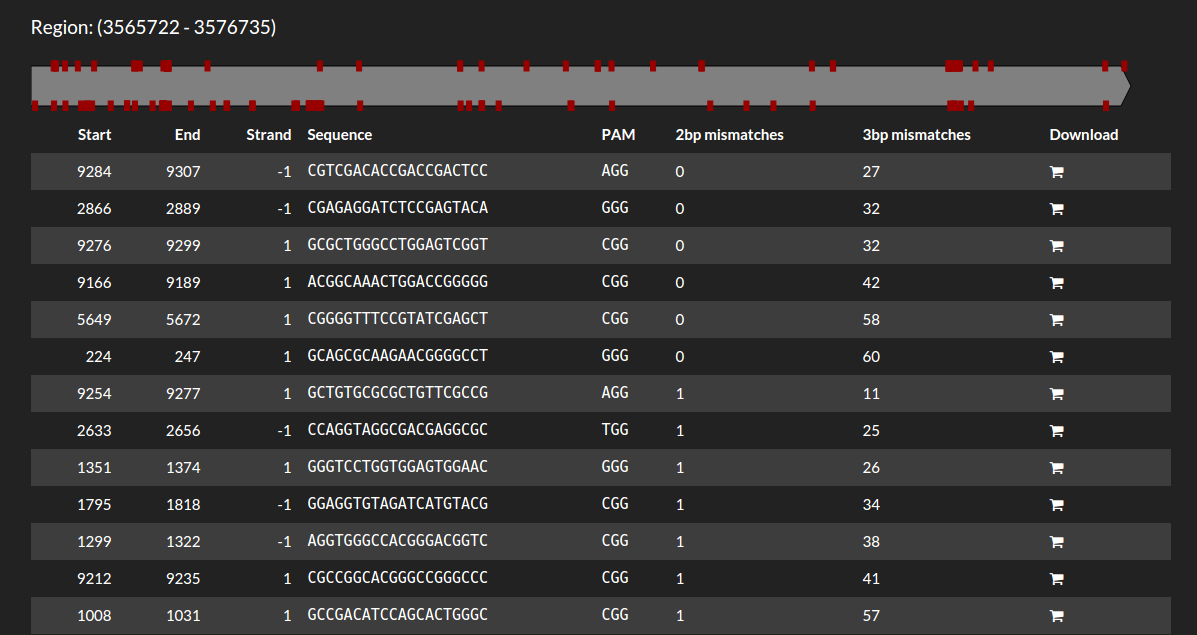 Region: (3565722 - 3576735)
Start End Strand Sequence PAM 2bp mismatches 3bp mismatches Download
9284 9307 -1 CGTCGACACCGACCGACTCC AGG 0 27
2866 2889 -1 CGAGAGGATCTCCGAGTACA GGG 0 32
9276 9299 1 GCGCTGGGCCTGGAGTCGGT CGG 0 32
9166 9189 1 ACGGCAAACTGGACCGGGGG CGG 0 42
5649 5672 1 CGGGGTTTCCGTATCGAGCT CGG 0 58
224 247 1 GCAGCGCAAGAACGGGGCCT GGG 0 60
9254 9277 1 GCTGTGCGCGCTGTTCGCCG AGG 1 11
2633 2656 -1 CCAGGTAGGCGACGAGGCGC TGG 1 25
1351 1374 1 GGGTCCTGGTGGAGTGGAAC GGG 1 26
1795 1818 -1 GGAGGTGTAGATCATGTACG CGG 1 34
1299 1322 -1 AGGTGGGCCACGGGACGGTC CGG 1 38
9212 9235 1 CGCCGGCACGGGCCGGGCCC CGG 1 41
1008 1031 1 GCCGACATCCAGCACTGGGC CGG 1 57